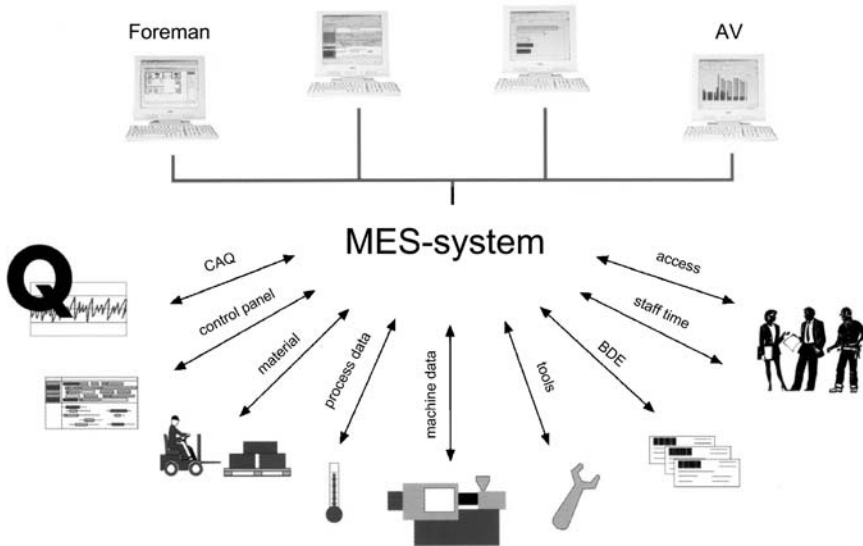 Foreman
AV
MES-system
CAQ
control panel
material
process data
machine data
tools
BDE
staff time
access
Q